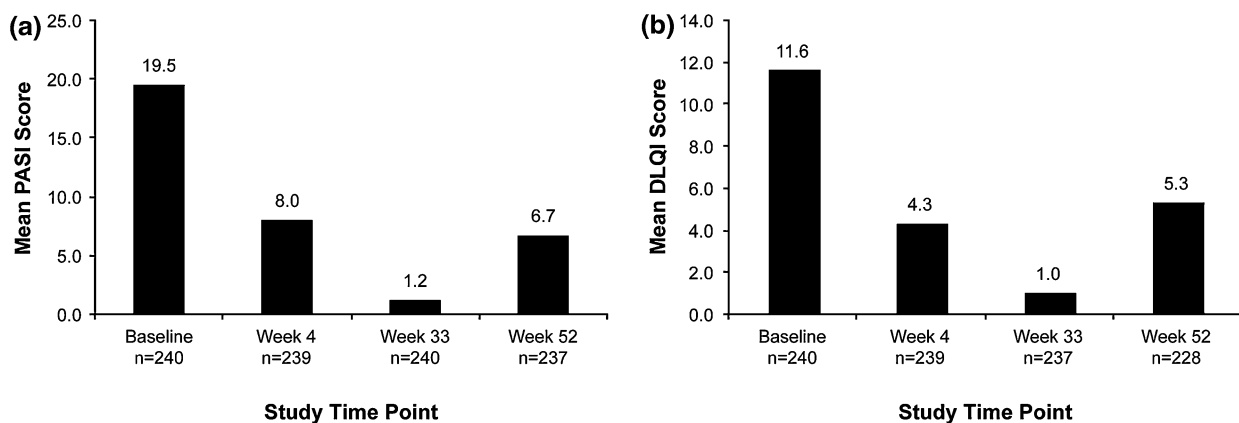 (a)
Mean PASI Score
25.0
20.0
15.0
10.0
5.0
0.0
19.5
8.0
1.2
6.7
Baseline
n=240
Week 4
n=239
Week 33
n=240
Week 52
n=237
Study Time Point
(b)
Mean DLQI Score
14.0
12.0
10.0
8.0
6.0
4.0
2.0
0.0
11.6
4.3
1.0
5.3
Baseline
n=240
Week 4
n=239
Week 33
n=237
Week 52
n=228
Study Time Point